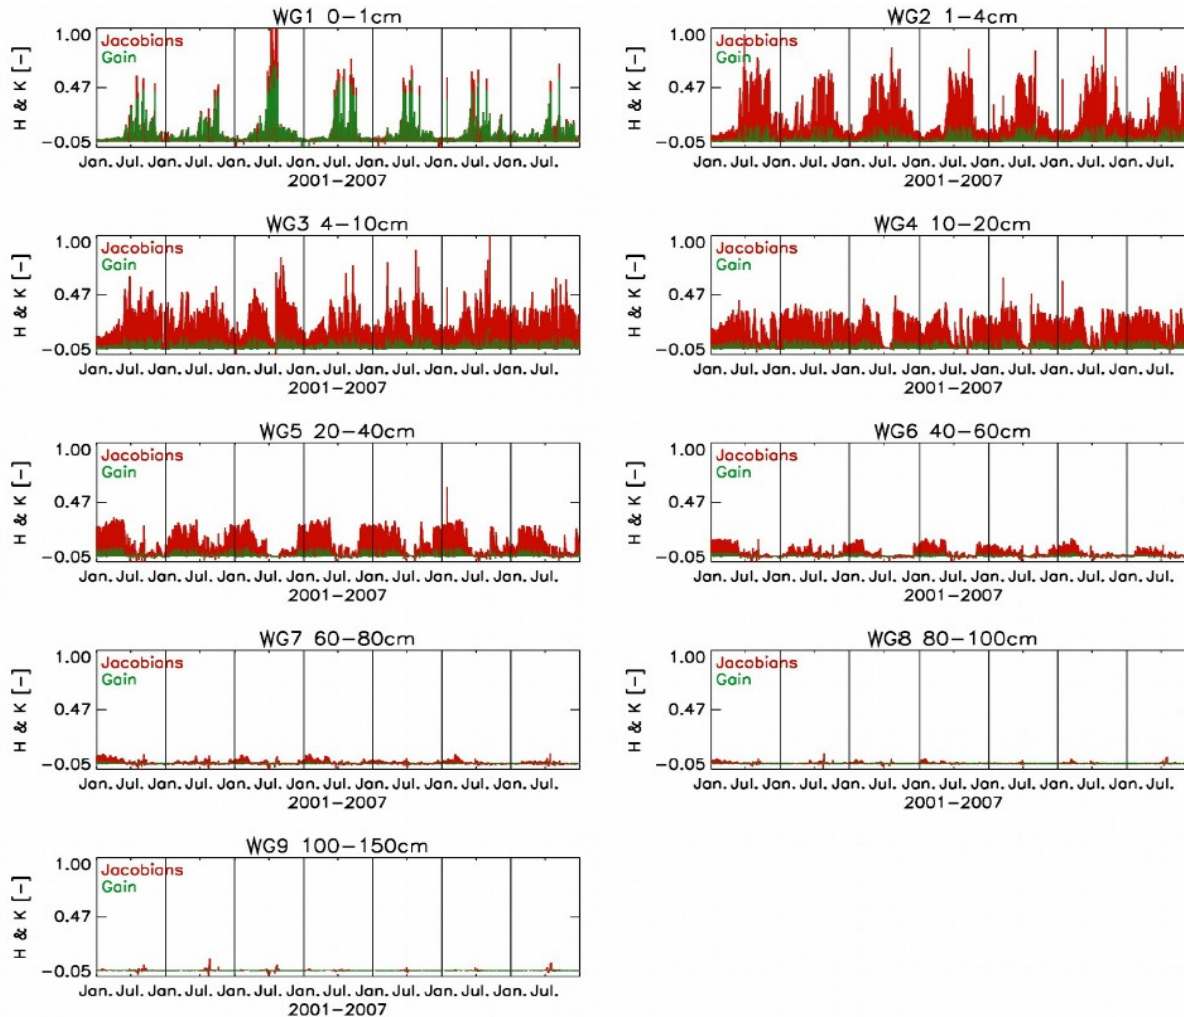 WG1 0-1cm
1.00
Jacobians
Gain
0.47
H & K [-]
-0.05
Jan. Jul. Jan. Jul. Jan. Jul. Jan. Jul. Jan. Jul. Jan. Jul. Jan. Jul.
2001-2007
WG2 1-4cm
1.00
Jacobians
Gain
0.47
H & K [-]
-0.05
Jan. Jul. Jan. Jul. Jan. Jul. Jan. Jul. Jan. Jul. Jan. Jul. Jan. Jul.
2001-2007
WG3 4-10cm
1.00
Jacobians
Gain
0.47
H & K [-]
-0.05
Jan. Jul. Jan. Jul. Jan. Jul. Jan. Jul. Jan. Jul. Jan. Jul. Jan. Jul.
2001-2007
WG4 10-20cm
1.00
Jacobians
Gain
0.47
H & K [-]
-0.05
Jan. Jul. Jan. Jul. Jan. Jul. Jan. Jul. Jan. Jul. Jan. Jul. Jan. Jul.
2001-2007
WG5 20-40cm
1.00
Jacobians
Gain
0.47
H & K [-]
-0.05
Jan. Jul. Jan. Jul. Jan. Jul. Jan. Jul. Jan. Jul. Jan. Jul. Jan. Jul.
2001-2007
WG6 40-60cm
1.00
Jacobians
Gain
0.47
H & K [-]
-0.05
Jan. Jul. Jan. Jul. Jan. Jul. Jan. Jul. Jan. Jul. Jan. Jul. Jan. Jul.
2001-2007
WG7 60-80cm
1.00
Jacobians
Gain
0.47
H & K [-]
-0.05
Jan. Jul. Jan. Jul. Jan. Jul. Jan. Jul. Jan. Jul. Jan. Jul. Jan. Jul.
2001-2007
WG8 80-100cm
1.00
Jacobians
Gain
0.47
H & K [-]
-0.05
Jan. Jul. Jan. Jul. Jan. Jul. Jan. Jul. Jan. Jul. Jan. Jul. Jan. Jul.
2001-2007
WG9 100-150cm
1.00
Jacobians
Gain
0.47
H & K [-]
-0.05
Jan. Jul. Jan. Jul. Jan. Jul. Jan. Jul. Jan. Jul. Jan. Jul. Jan. Jul.
2001-2007